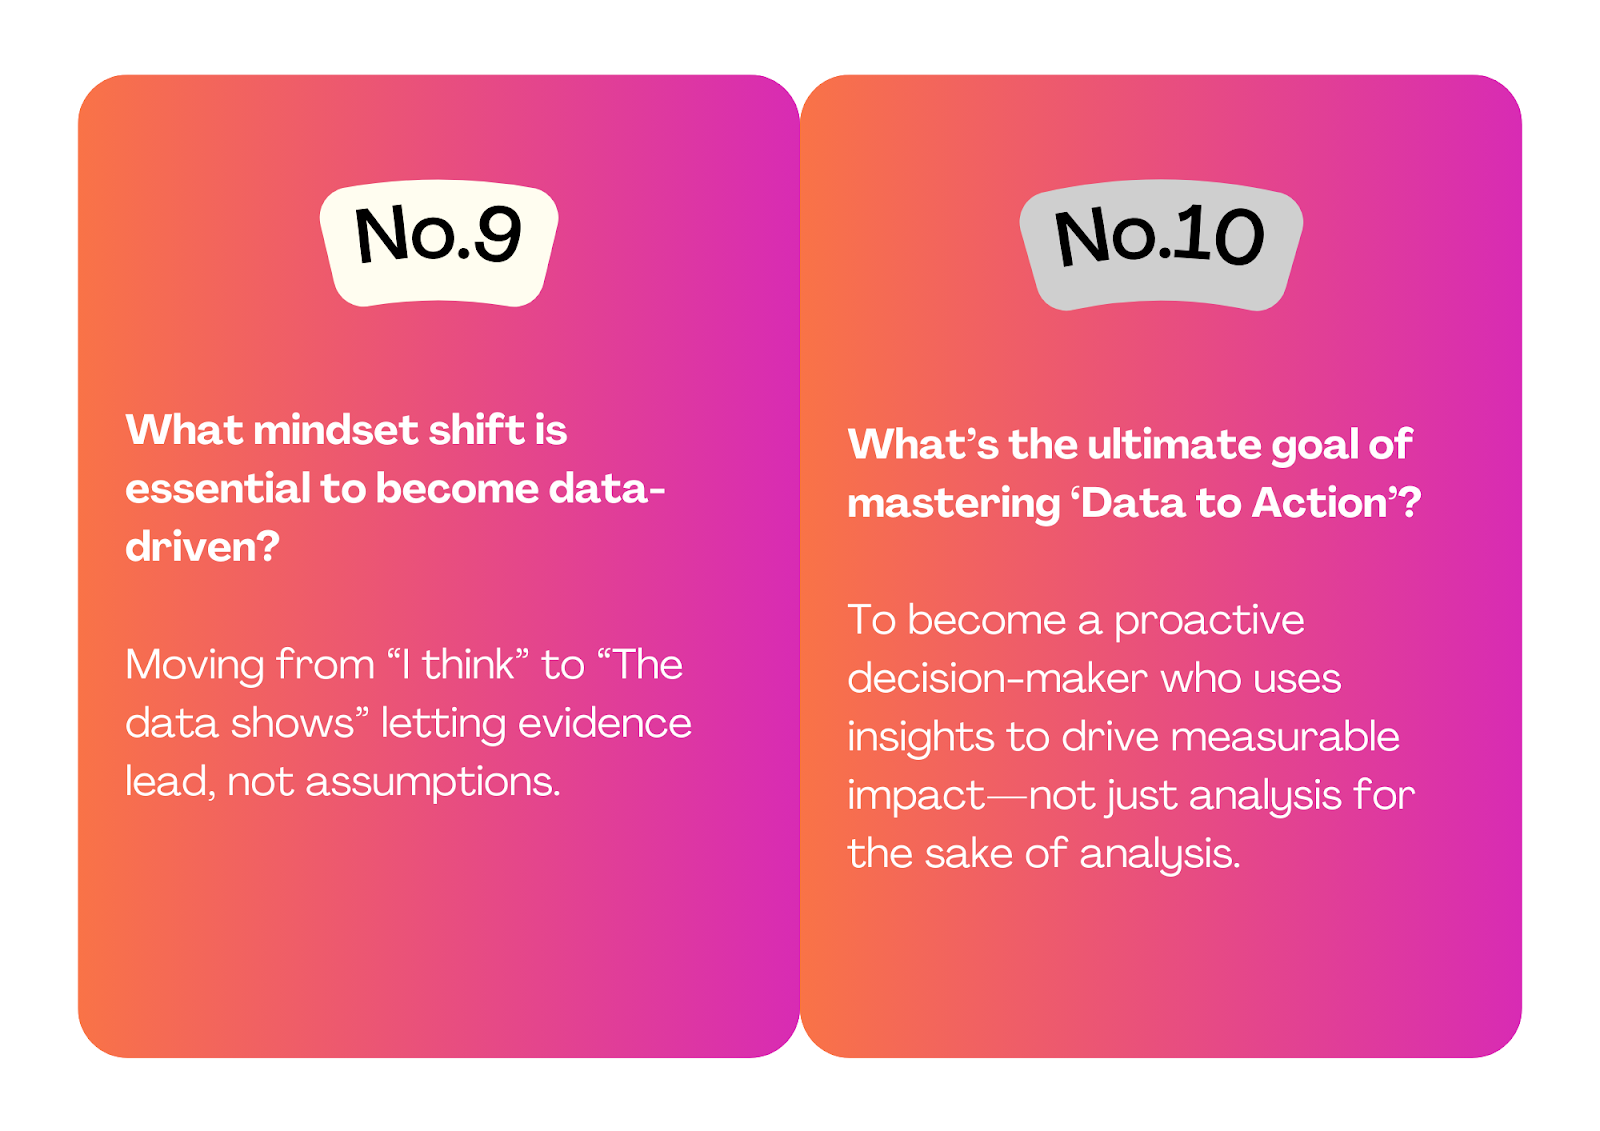 No.9
What mindset shift is
essential to become data-
driven?
Moving from “I think” to “The
data shows” letting evidence
lead, not assumptions.
No.10
What’s the ultimate goal of
mastering ‘Data to Action’?
To become a proactive
decision-maker who uses
insights to drive measurable
impact—not just analysis for
the sake of analysis.